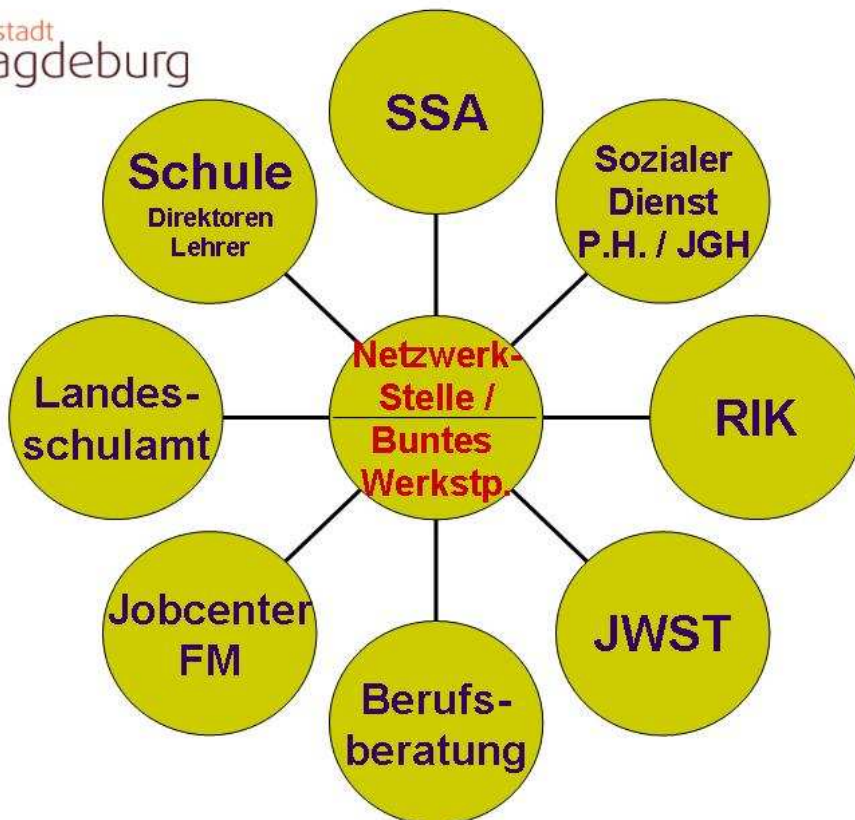 stadt
agdeburg
SSA
Schule
Direktoren
Lehrer
Sozialer
Dienst
P.H. / JGH
Netzwerk-
Stelle /
Buntes
Werkstp.
Landes-
schulamt
RIK
Jobcenter
FM
JWST
Berufs-
beratung